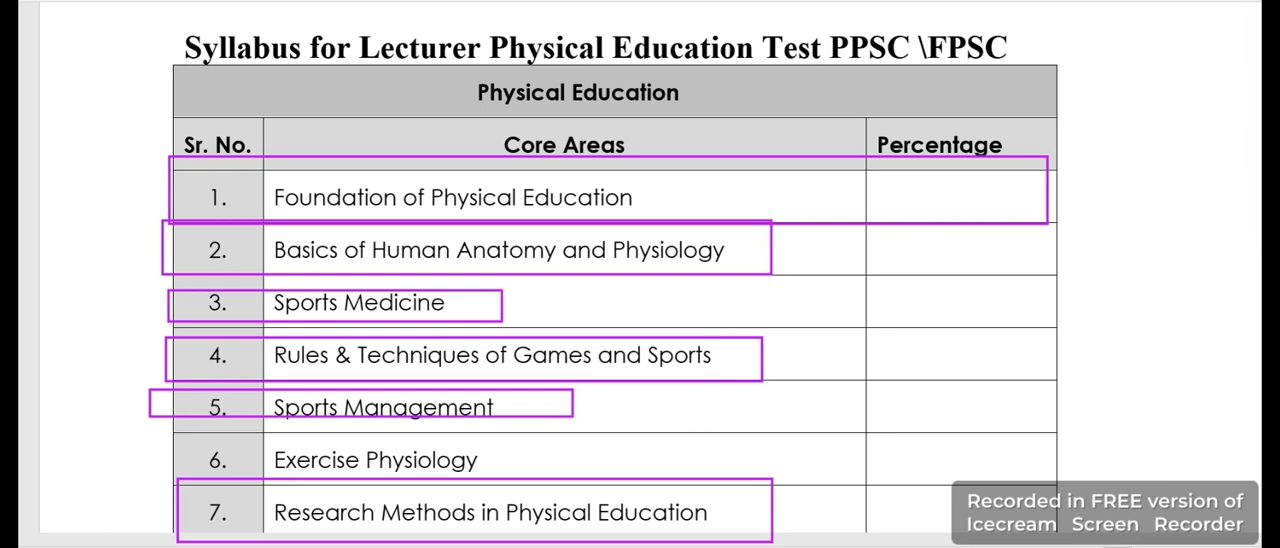 Syllabus for Lecturer Physical Education Test PPSC \FPSC
Physical Education
Sr. No. Core Areas Percentage
1. Foundation of Physical Education
2. Basics of Human Anatomy and Physiology
3. Sports Medicine
4. Rules & Techniques of Games and Sports
5. Sports Management
6. Exercise Physiology
7. Research Methods in Physical Education
Recorded in FREE version of
Icecream Screen Recorder